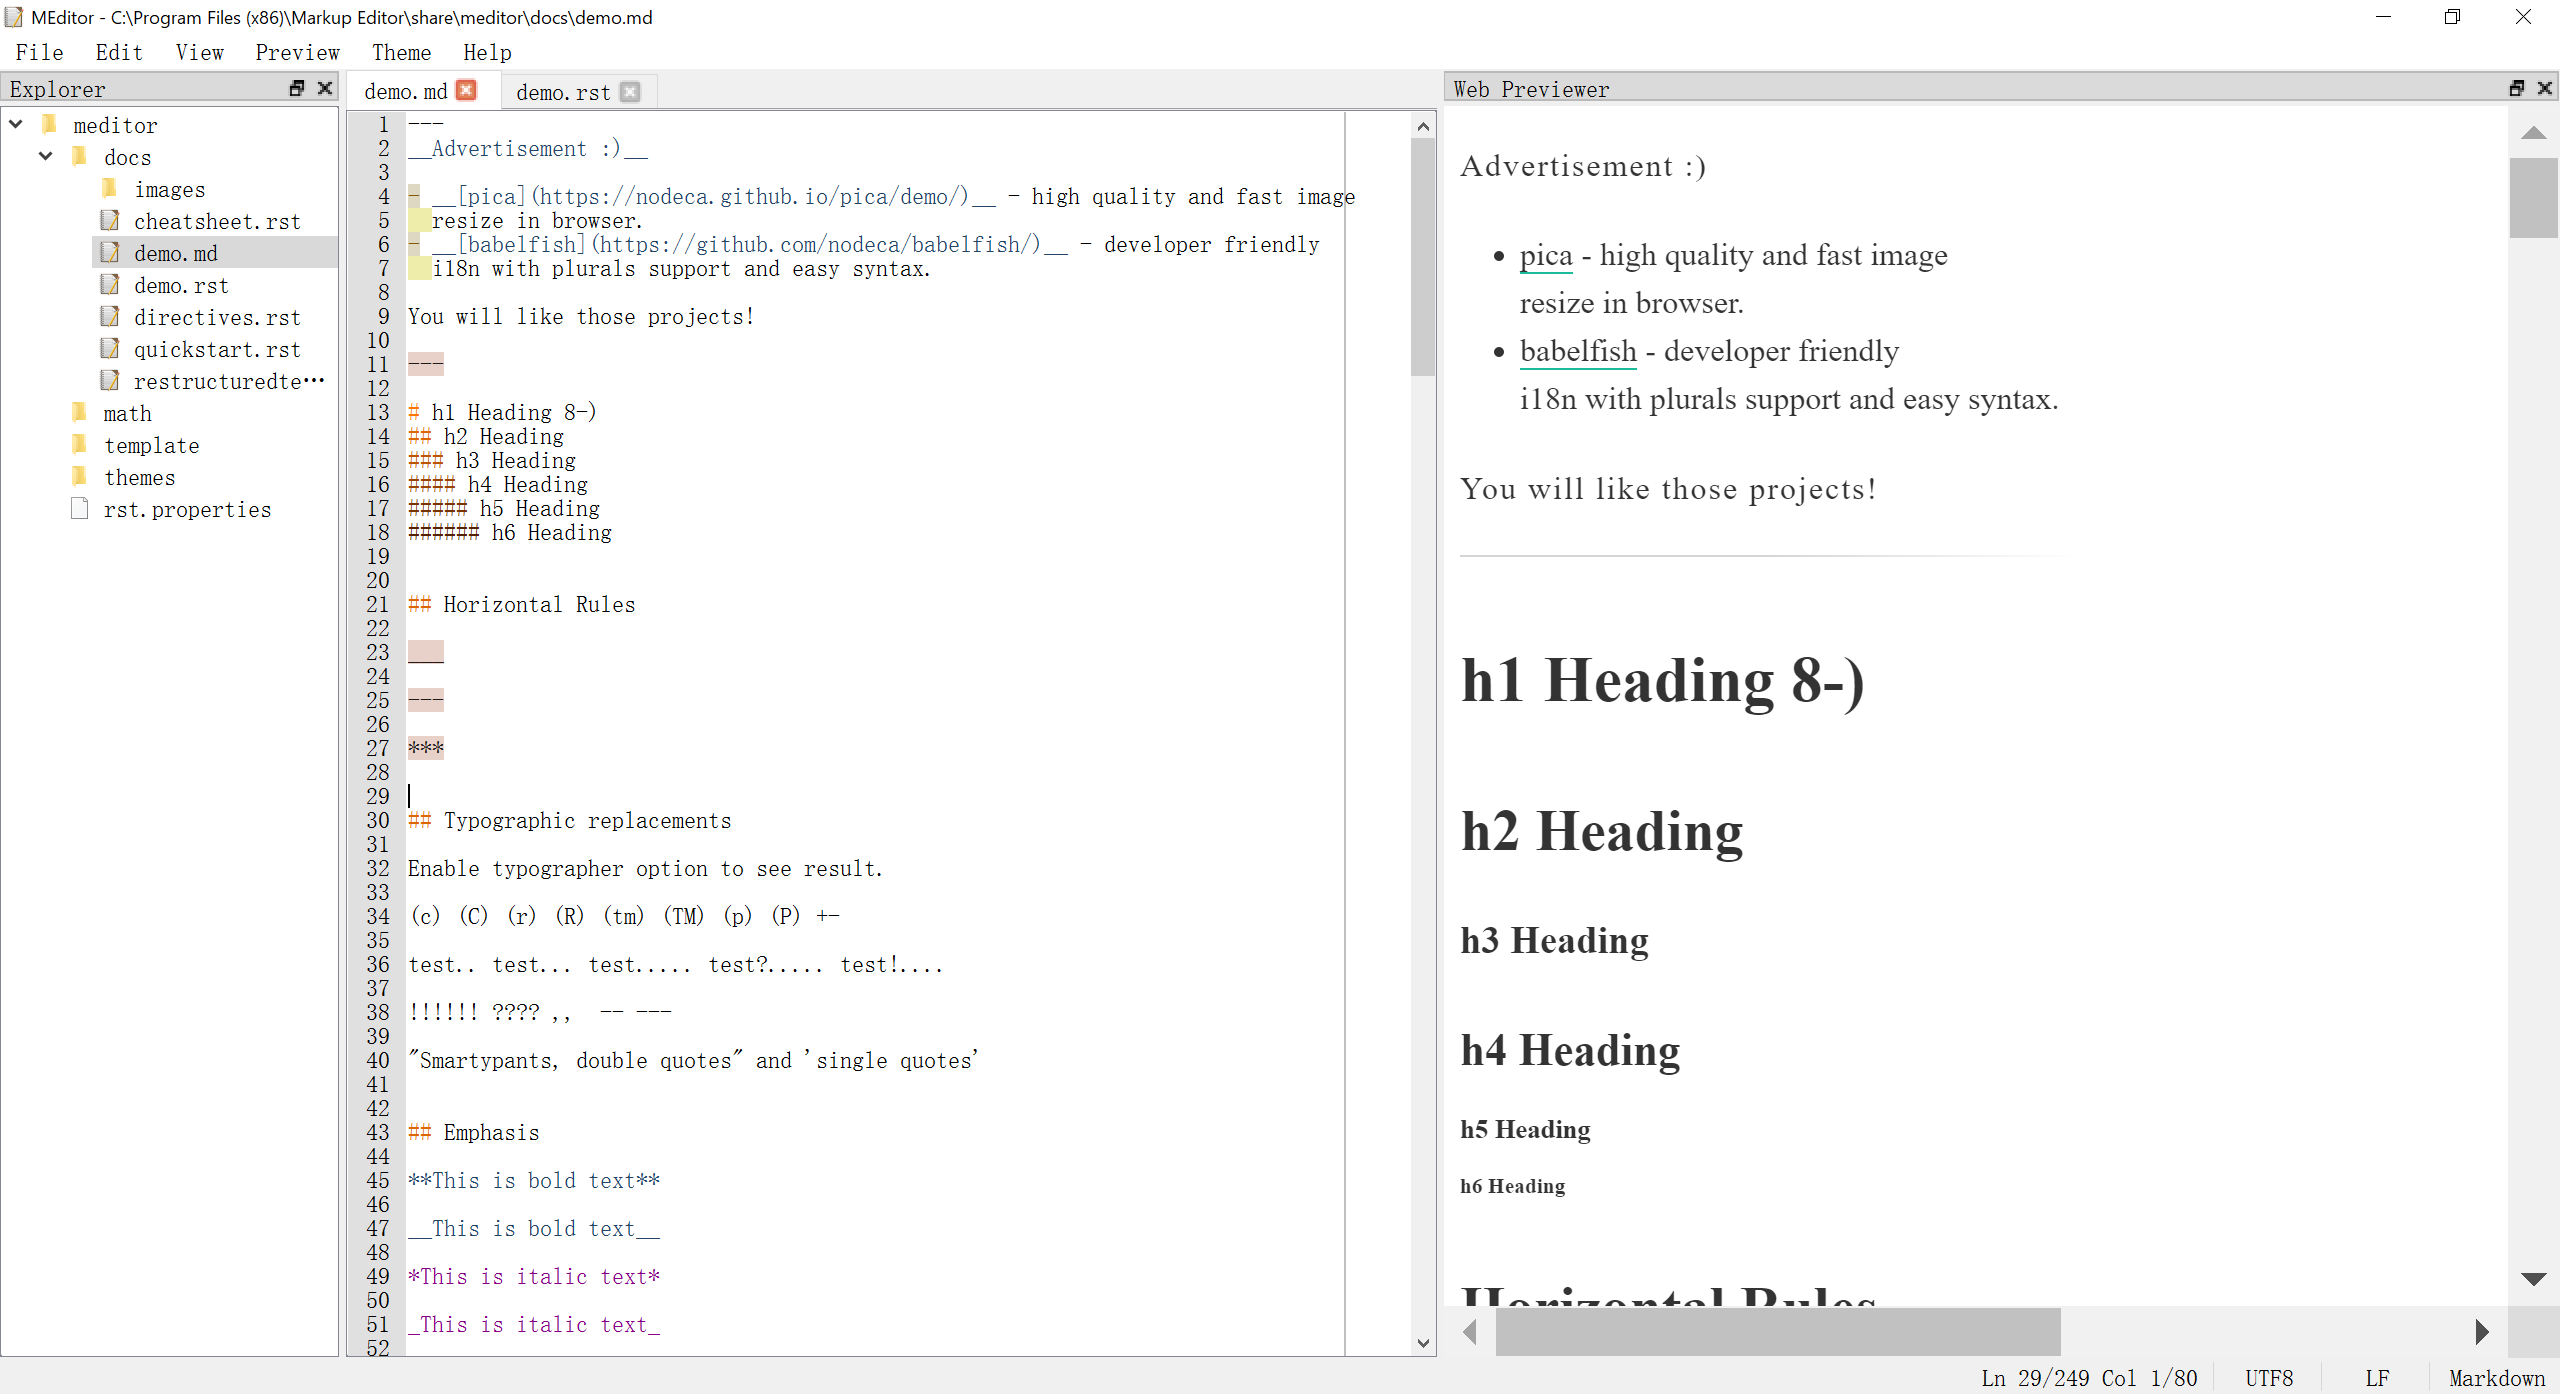 MEditor - C:\Program Files (x86)\Markup Editor\share\meditor\docs\demo.md
File Edit View Preview Theme Help
Explorer
meditor
docs
images
cheatsheet.rst
demo.md
demo.rst
directives.rst
quickstart.rst
restructuredte···
math
template
themes
rst.properties
demo.md demo.rst
1 ---
2 __Advertisement :)__
3
4 - __[pica](https://nodeca.github.io/pica/demo/)__ - high quality and fast image
5 resize in browser.
6 - __[babelfish](https://github.com/nodeca/babelfish/)__ - developer friendly
7 i18n with plurals support and easy syntax.
8
9 You will like those projects!
10
11 ---
12
13 # h1 Heading 8-)
14 ## h2 Heading
15 ### h3 Heading
16 #### h4 Heading
17 ##### h5 Heading
18 ###### h6 Heading
19
20
21 ## Horizontal Rules
22
23 ___
24
25 ---
26
27 ***
28
29
30 ## Typographic replacements
31
32 Enable typographer option to see result.
33
34 (c) (C) (r) (R) (tm) (TM) (p) (P) +-
35
36 test.. test... test..... test?..... test!....
37
38 !!!!!! ???? ,,  -- ---
39
40 "Smartypants, double quotes" and 'single quotes'
41
42
43 ## Emphasis
44
45 **This is bold text**
46
47 __This is bold text__
48
49 *This is italic text*
50
51 _This is italic text_
52
Web Previewer
Advertisement :)
• pica - high quality and fast image
resize in browser.
• babelfish - developer friendly
i18n with plurals support and easy syntax.
You will like those projects!
h1 Heading 8-)
h2 Heading
h3 Heading
h4 Heading
h5 Heading
h6 Heading
Horizontal Rules
Ln 29/249 Col 1/80 UTF8 LF Markdown